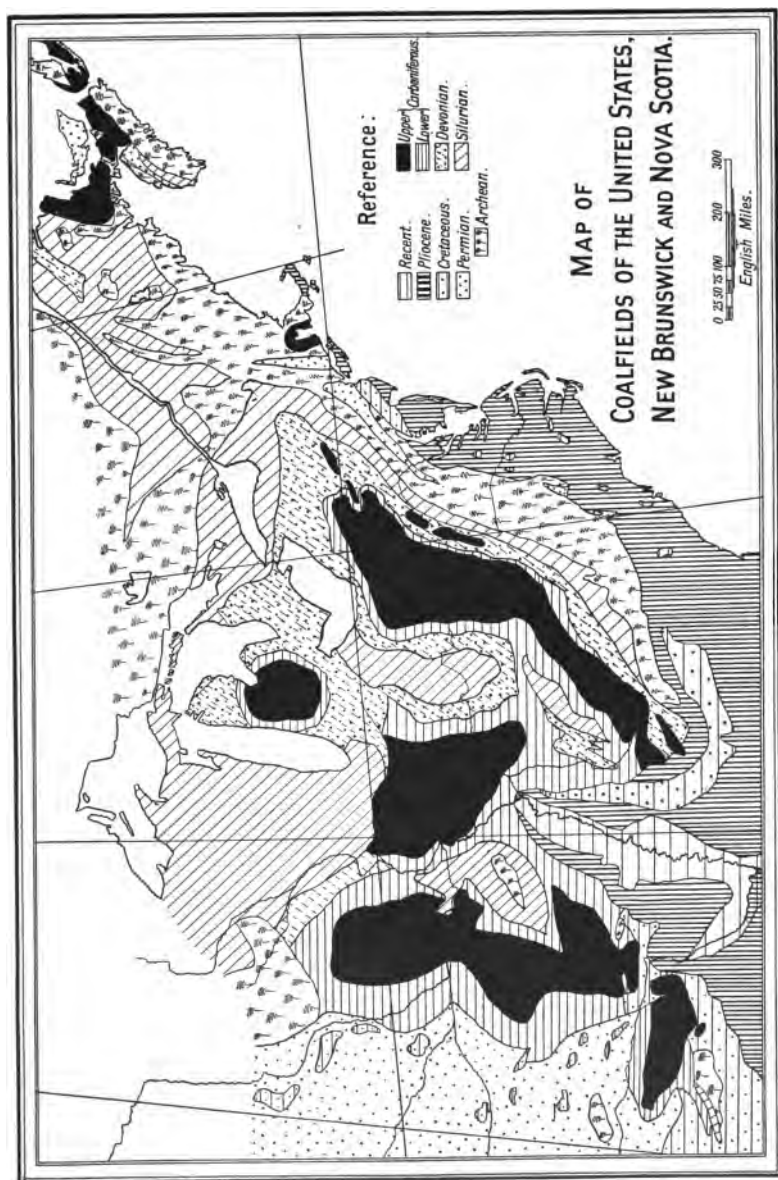 Reference:
Recent.
Pliocene.
Cretaceous.
Permian.
Archean.
Upper
Lower
Carboniferous.
Devonian.
Silurian.
MAP OF
COALFIELDS OF THE UNITED STATES,
NEW BRUNSWICK AND NOVA SCOTIA.
0 25 50 75 100 200 300
English Miles.